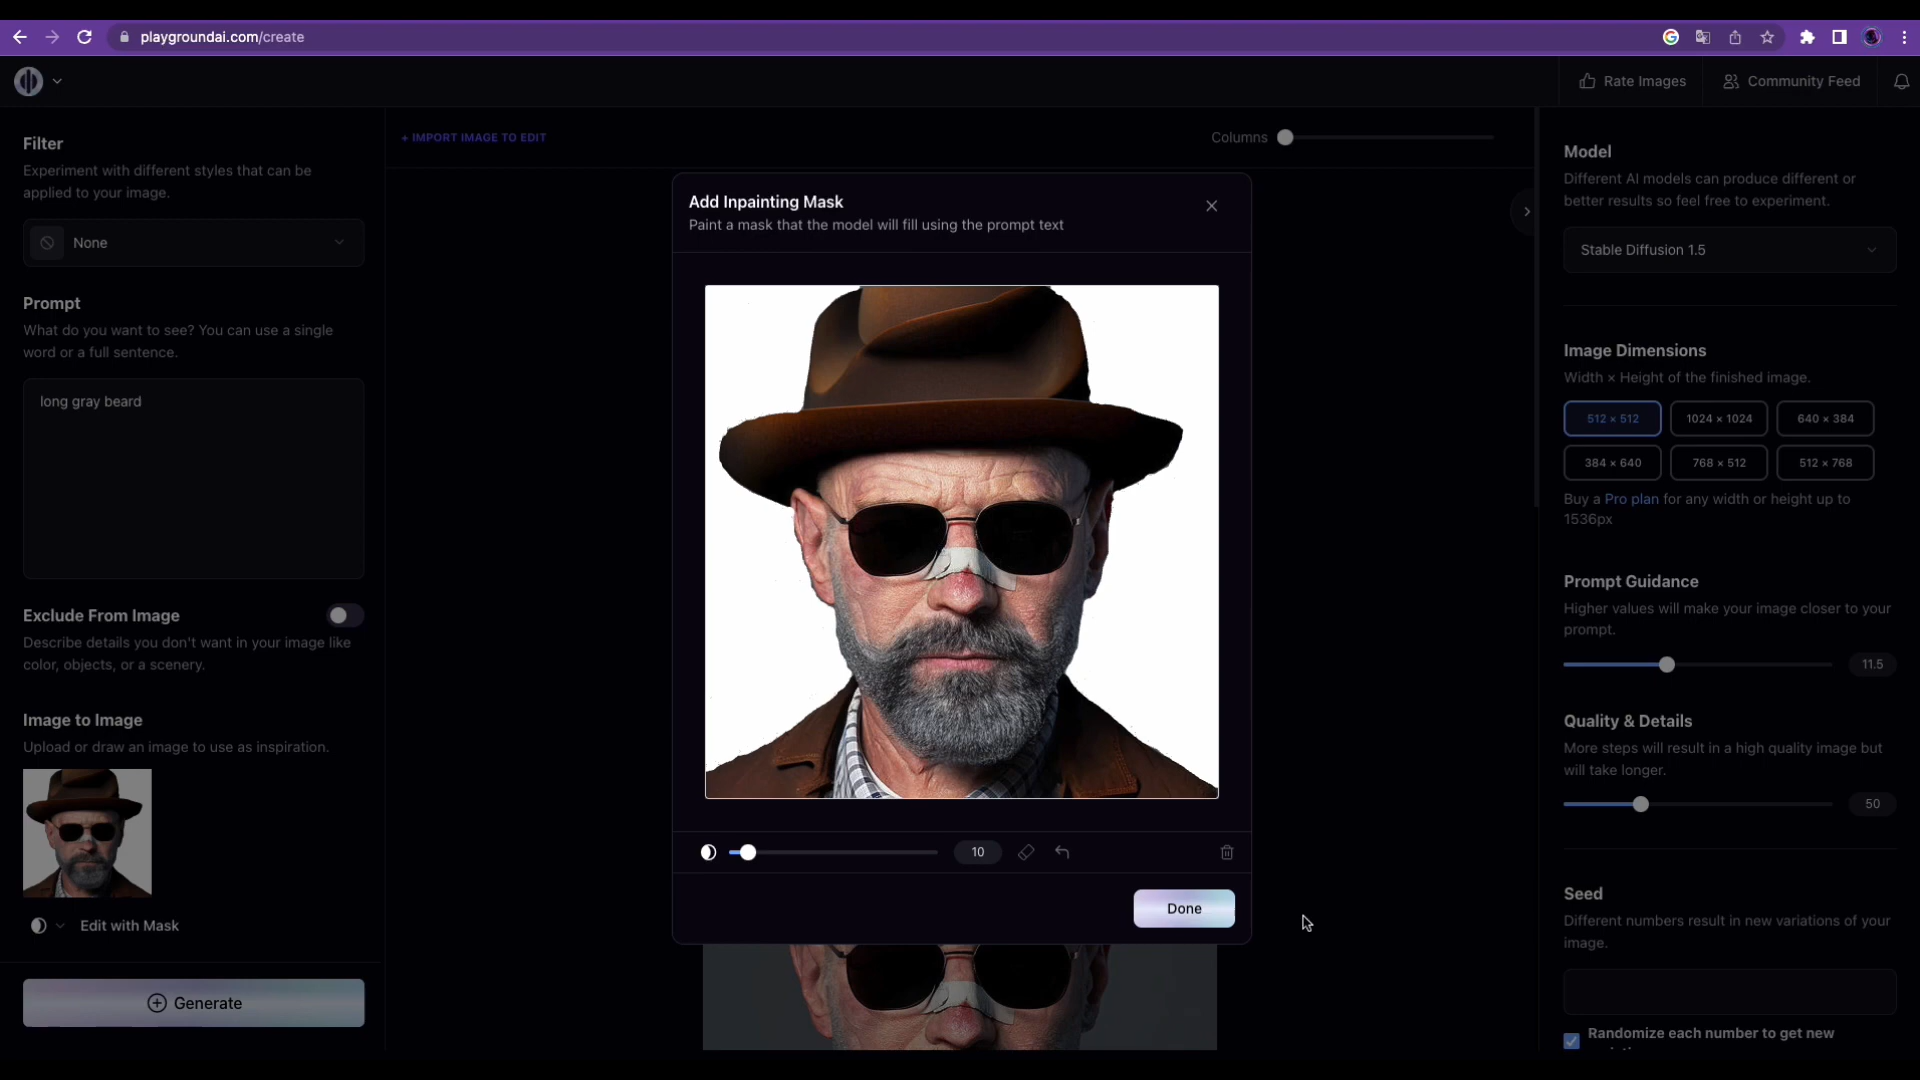 playgroundai.com/create
Rate Images
Community Feed
Filter
Experiment with different styles that can be
applied to your image.
None
Prompt
What do you want to see? You can use a single
word or a full sentence.
long gray beard
Exclude From Image
Describe details you don't want in your image like
color, objects, or a scenery.
Image to Image
Upload or draw an image to use as inspiration.
Edit with Mask
Generate
+ IMPORT IMAGE TO EDIT
Columns
Add Inpainting Mask
Paint a mask that the model will fill using the prompt text
10
Done
Model
Different AI models can produce different or
better results so feel free to experiment.
Stable Diffusion 1.5
Image Dimensions
Width × Height of the finished image.
512 × 512
1024 × 1024
640 × 384
384 × 640
768 × 512
512 × 768
Buy a Pro plan for any width or height up to
1536px
Prompt Guidance
Higher values will make your image closer to your
prompt.
11.5
Quality & Details
More steps will result in a high quality image but
will take longer.
50
Seed
Different numbers result in new variations of your
image.
Randomize each number to get new